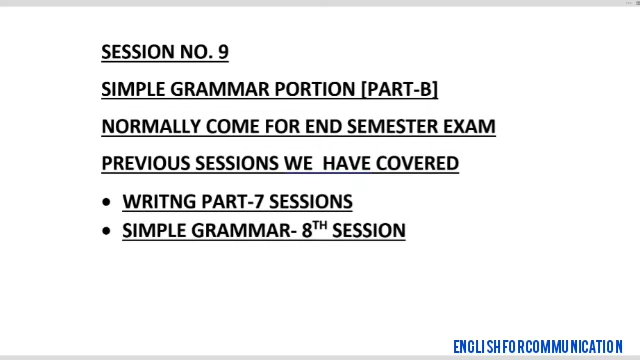 SESSION NO. 9
SIMPLE GRAMMAR PORTION [PART-B]
NORMALLY COME FOR END SEMESTER EXAM
PREVIOUS SESSIONS WE HAVE COVERED
• WRITNG PART-7 SESSIONS
• SIMPLE GRAMMAR- 8TH SESSION
ENGLISHFORCOMMUNICATION